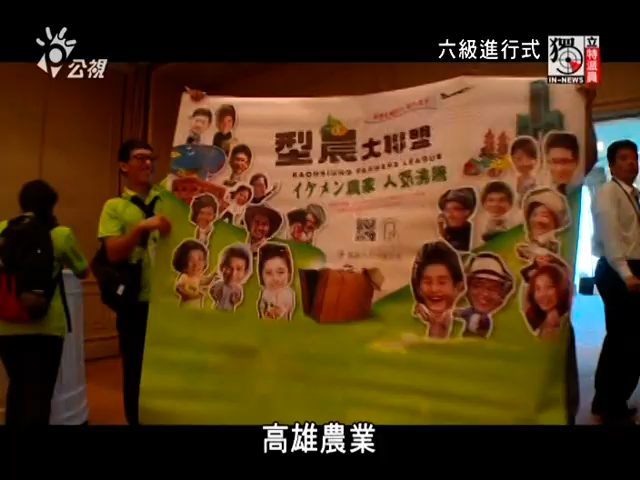 公視
六級進行式
獨立特派員
IN-NEWS
型農大聯盟
KAOHSIUNG FARMERS LEAGUE
イケメン農家 人気沸騰
高雄農業